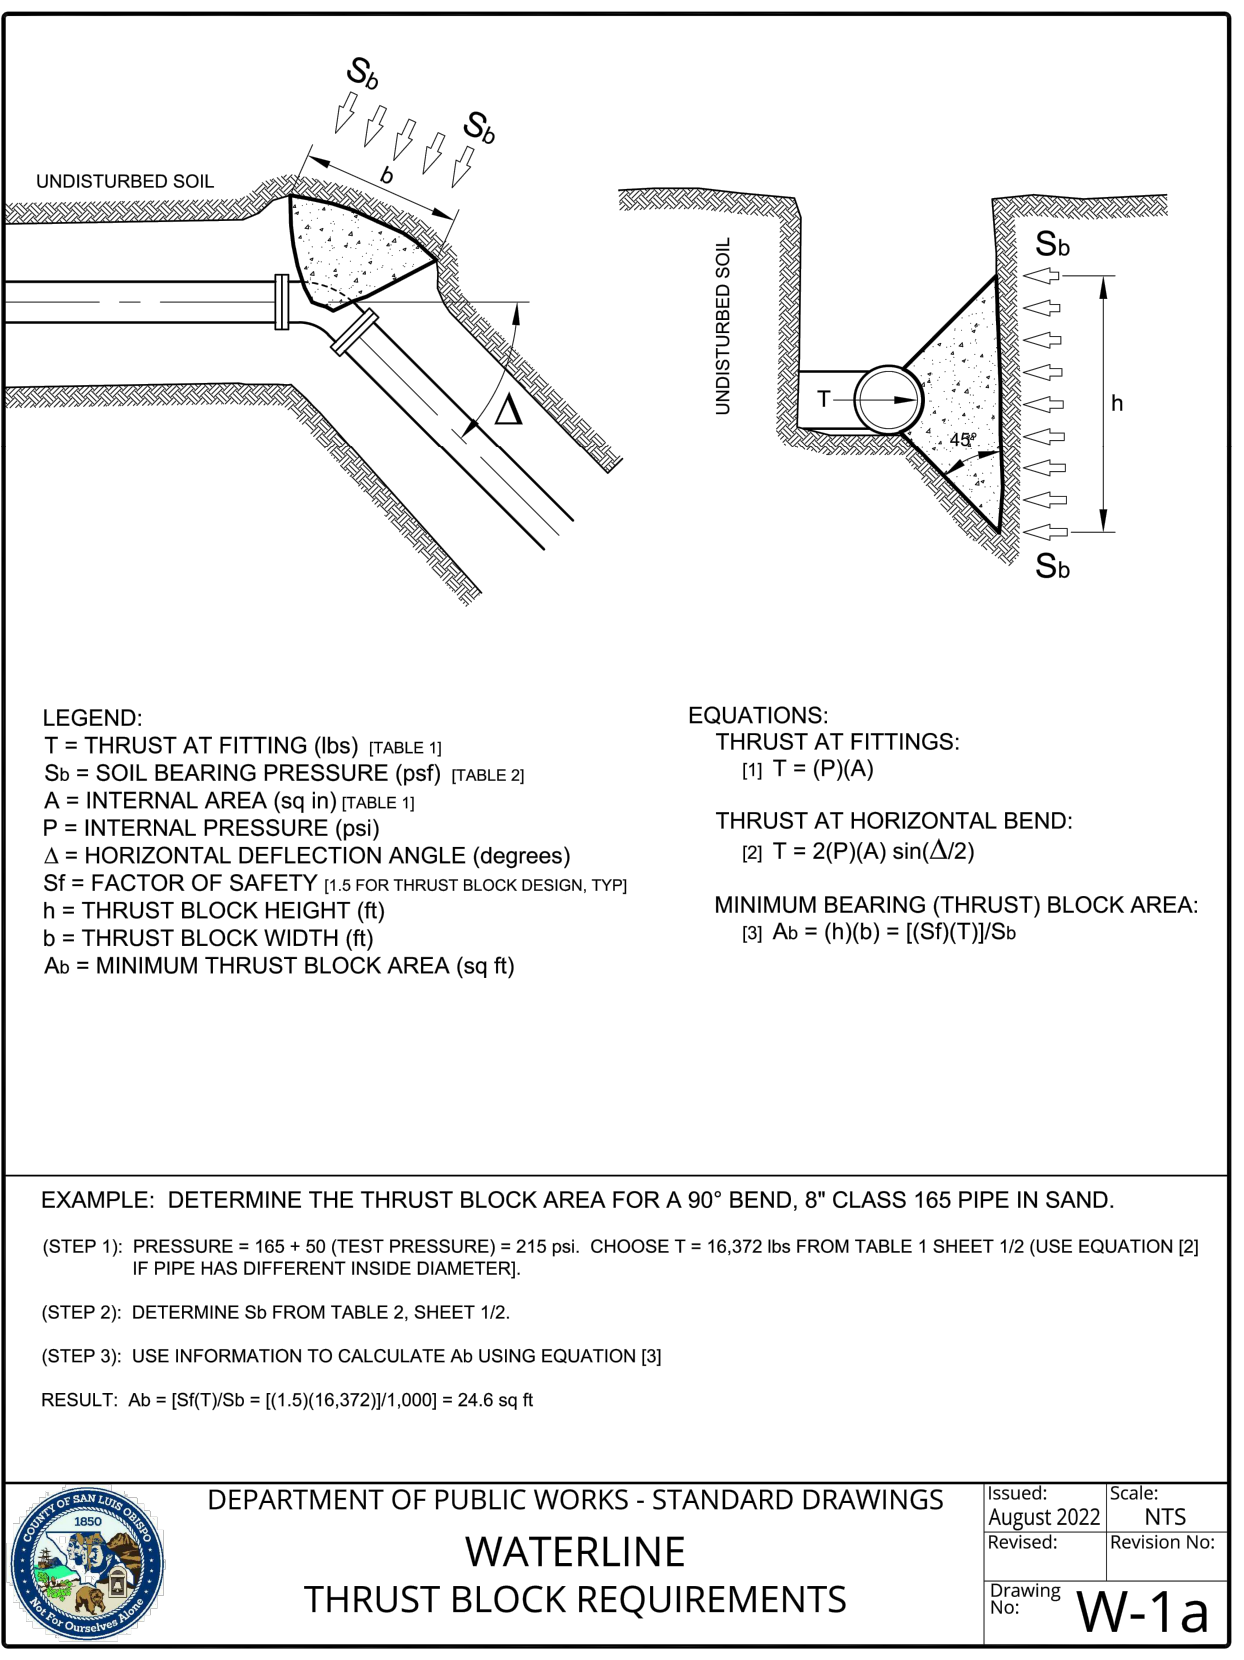 Sb
Sb
b
UNDISTURBED SOIL
Δ
UNDISTURBED SOIL
Sb
T
h
45°
Sb
LEGEND:
T = THRUST AT FITTING (lbs) [TABLE 1]
Sb = SOIL BEARING PRESSURE (psf) [TABLE 2]
A = INTERNAL AREA (sq in) [TABLE 1]
P = INTERNAL PRESSURE (psi)
Δ = HORIZONTAL DEFLECTION ANGLE (degrees)
Sf = FACTOR OF SAFETY [1.5 FOR THRUST BLOCK DESIGN, TYP]
h = THRUST BLOCK HEIGHT (ft)
b = THRUST BLOCK WIDTH (ft)
Ab = MINIMUM THRUST BLOCK AREA (sq ft)
EQUATIONS:
THRUST AT FITTINGS:
[1] T = (P)(A)
THRUST AT HORIZONTAL BEND:
[2] T = 2(P)(A) sin(Δ/2)
MINIMUM BEARING (THRUST) BLOCK AREA:
[3] Ab = (h)(b) = [(Sf)(T)]/Sb
EXAMPLE: DETERMINE THE THRUST BLOCK AREA FOR A 90° BEND, 8" CLASS 165 PIPE IN SAND.
(STEP 1): PRESSURE = 165 + 50 (TEST PRESSURE) = 215 psi. CHOOSE T = 16,372 lbs FROM TABLE 1 SHEET 1/2 (USE EQUATION [2]
IF PIPE HAS DIFFERENT INSIDE DIAMETER].
(STEP 2): DETERMINE Sb FROM TABLE 2, SHEET 1/2.
(STEP 3): USE INFORMATION TO CALCULATE Ab USING EQUATION [3]
RESULT: Ab = [Sf(T)/Sb = [(1.5)(16,372)]/1,000] = 24.6 sq ft
COUNTY OF SAN LUIS OBISPO
1850
Not For Ourselves Alone
DEPARTMENT OF PUBLIC WORKS - STANDARD DRAWINGS
WATERLINE
THRUST BLOCK REQUIREMENTS
Issued:
August 2022
Scale:
NTS
Revised:
Revision No:
Drawing
No:
W-1a